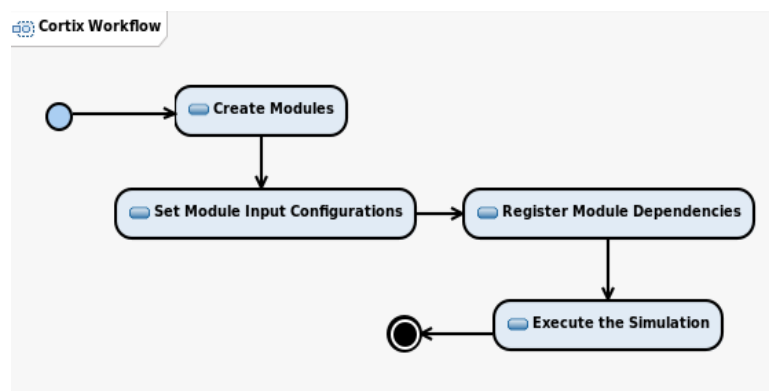 Cortix Workflow
Create Modules
Set Module Input Configurations
Register Module Dependencies
Execute the Simulation